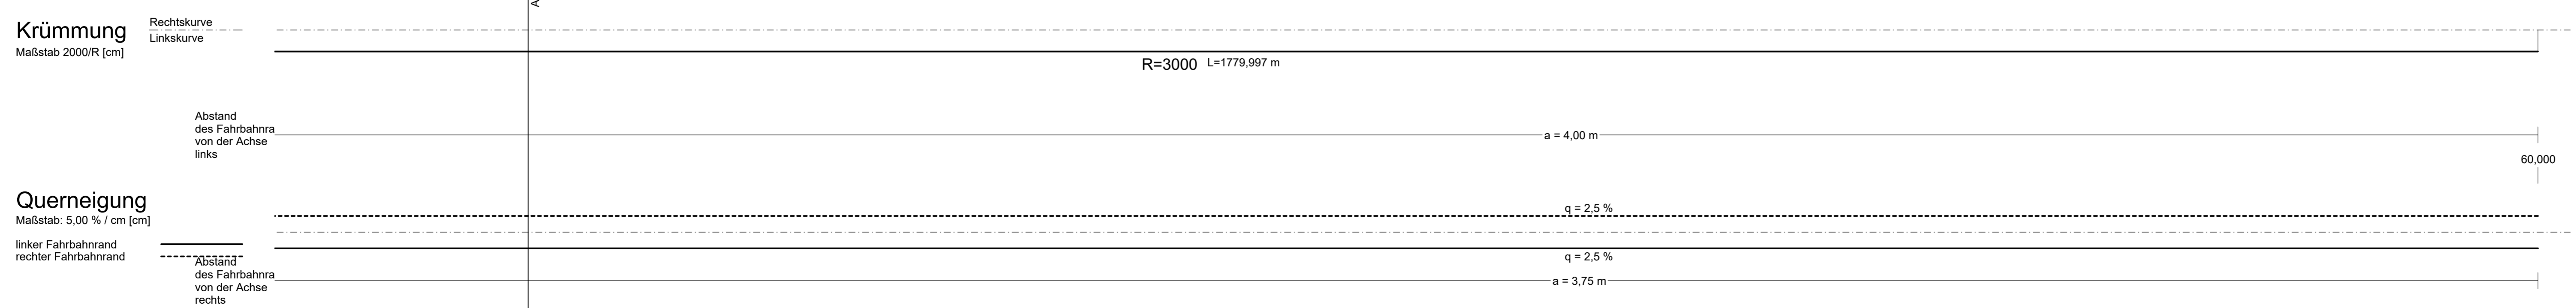 A
Krümmung
Maßstab 2000/R [cm]
Rechtskurve
Linkskurve
R=3000 L=1779,997 m
Abstand
des Fahrbahnra
von der Achse
links
a = 4,00 m
60,000
Querneigung
Maßstab: 5,00 % / cm [cm]
q = 2,5 %
linker Fahrbahnrand
rechter Fahrbahnrand
q = 2,5 %
Abstand
des Fahrbahnra
von der Achse
rechts
a = 3,75 m